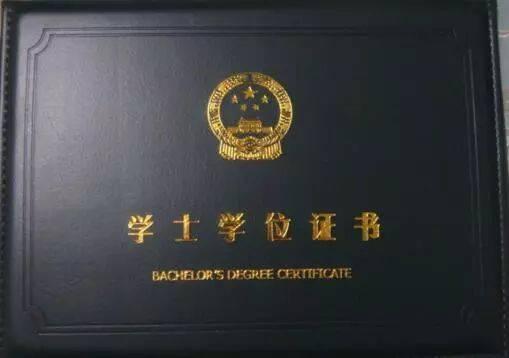 学士学位证书
BACHELOR'S DEGREE CERTIFICATE